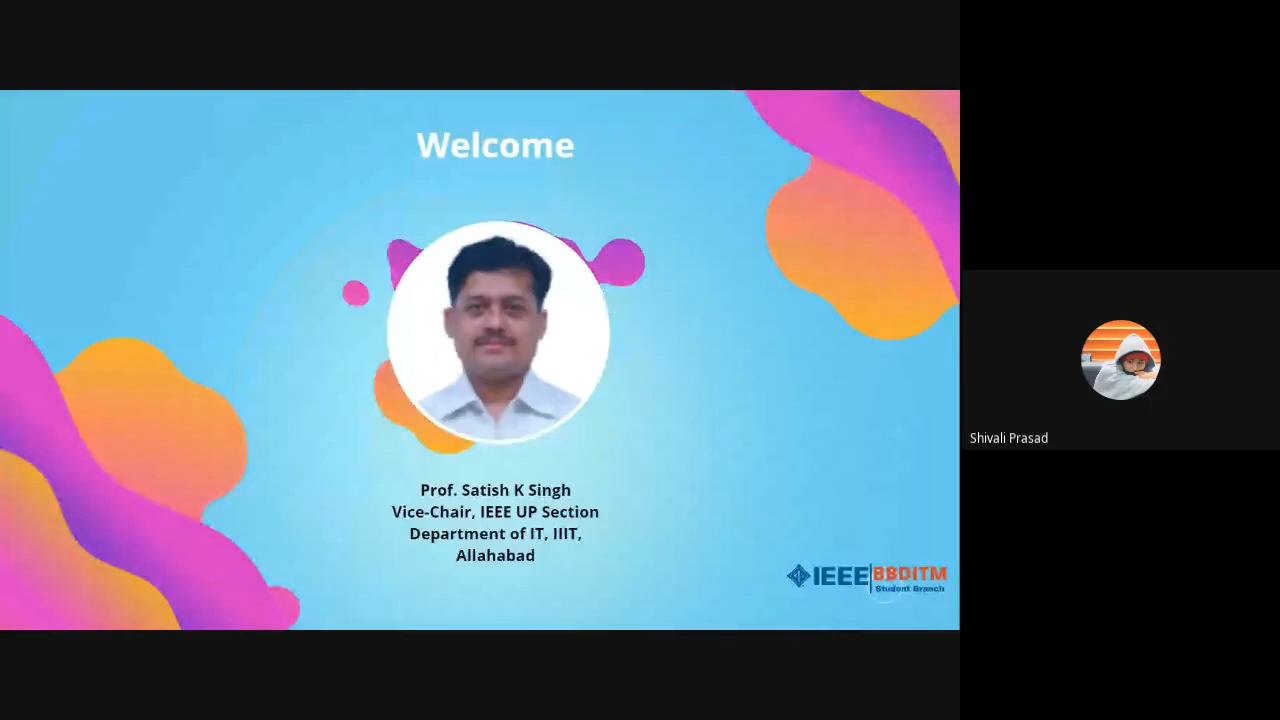 Welcome
Prof. Satish K Singh
Vice-Chair, IEEE UP Section
Department of IT, IIIT,
Allahabad
IEEE BBDITM
Student Branch
Shivali Prasad